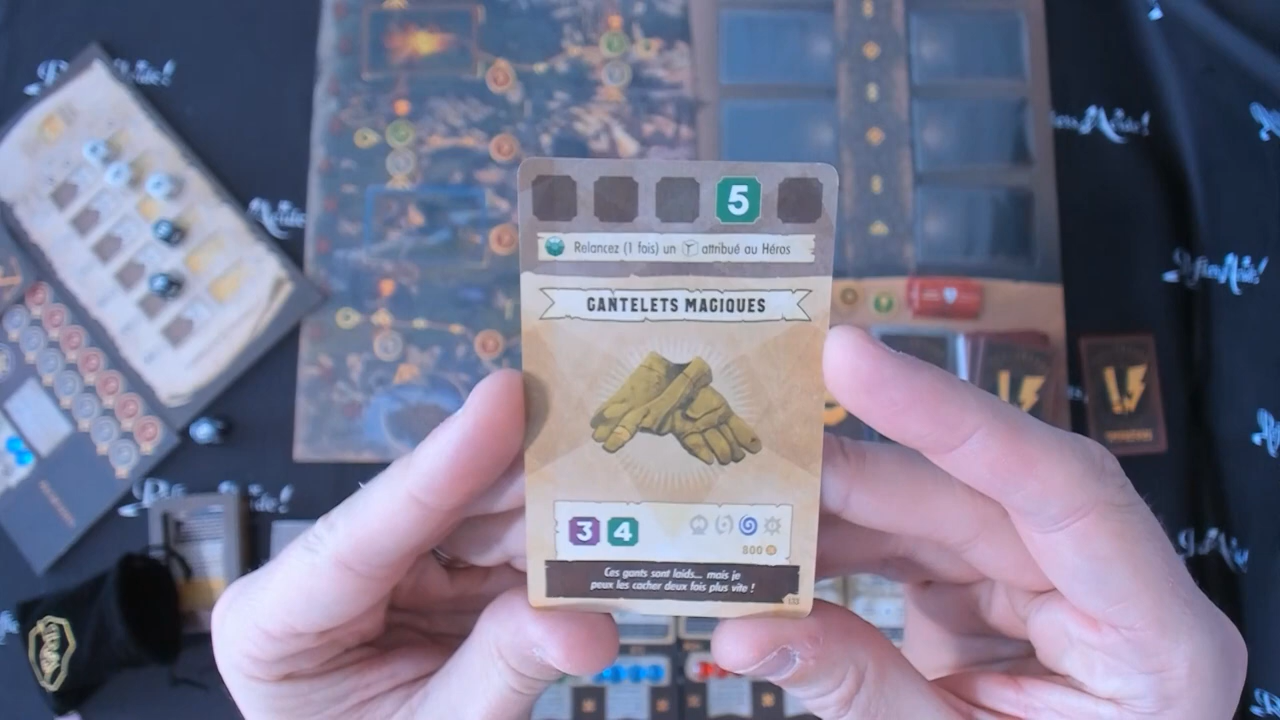 5
Relancez (1 fois) un attribué au Héros
GANTELETS MAGIQUES
3 4
800
Ces gants sont laids... mais je
peux les cacher deux fois plus vite !